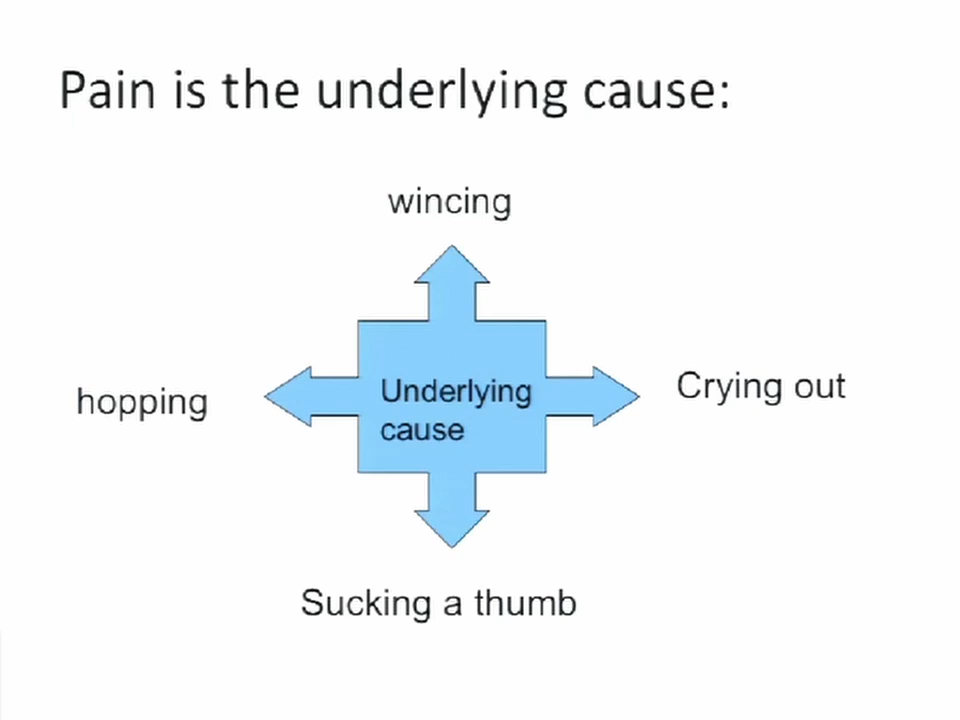 Pain is the underlying cause:
wincing
hopping
Underlying
cause
Crying out
Sucking a thumb